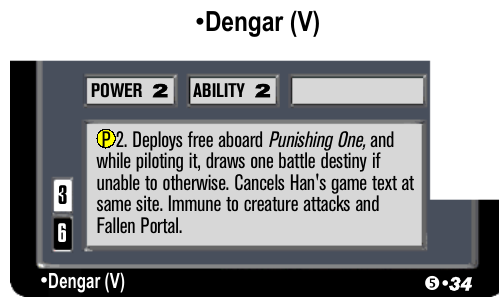 •Dengar (V)
POWER 2 ABILITY 2
P2. Deploys free aboard Punishing One, and
while piloting it, draws one battle destiny if
unable to otherwise. Cancels Han's game text at
same site. Immune to creature attacks and
Fallen Portal.
3
6
•Dengar (V) 5•34